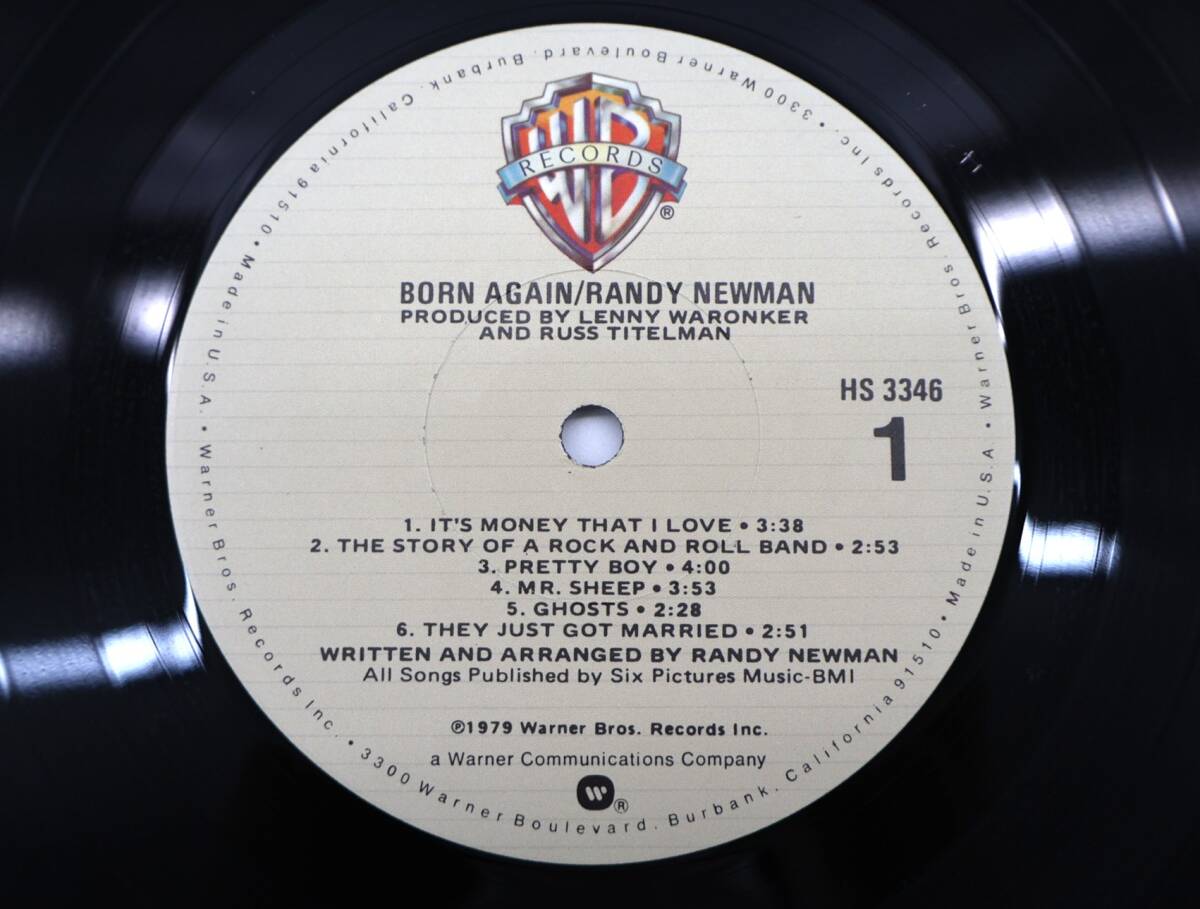 WB
RECORDS
®
BORN AGAIN/RANDY NEWMAN
PRODUCED BY LENNY WARONKER
AND RUSS TITELMAN
HS 3346
1
1. IT'S MONEY THAT I LOVE • 3:38
2. THE STORY OF A ROCK AND ROLL BAND • 2:53
3. PRETTY BOY • 4:00
4. MR. SHEEP • 3:53
5. GHOSTS • 2:28
6. THEY JUST GOT MARRIED • 2:51
WRITTEN AND ARRANGED BY RANDY NEWMAN
All Songs Published by Six Pictures Music-BMI
℗1979 Warner Bros. Records Inc.
a Warner Communications Company
®
Warner Bros. Records Inc. • 3300 Warner Boulevard, Burbank, California 91510 • Made in U.S.A. • Warner Bros. Records Inc. • 3300 Warner Boulevard, Burbank, California 91510 • Made in U.S.A •